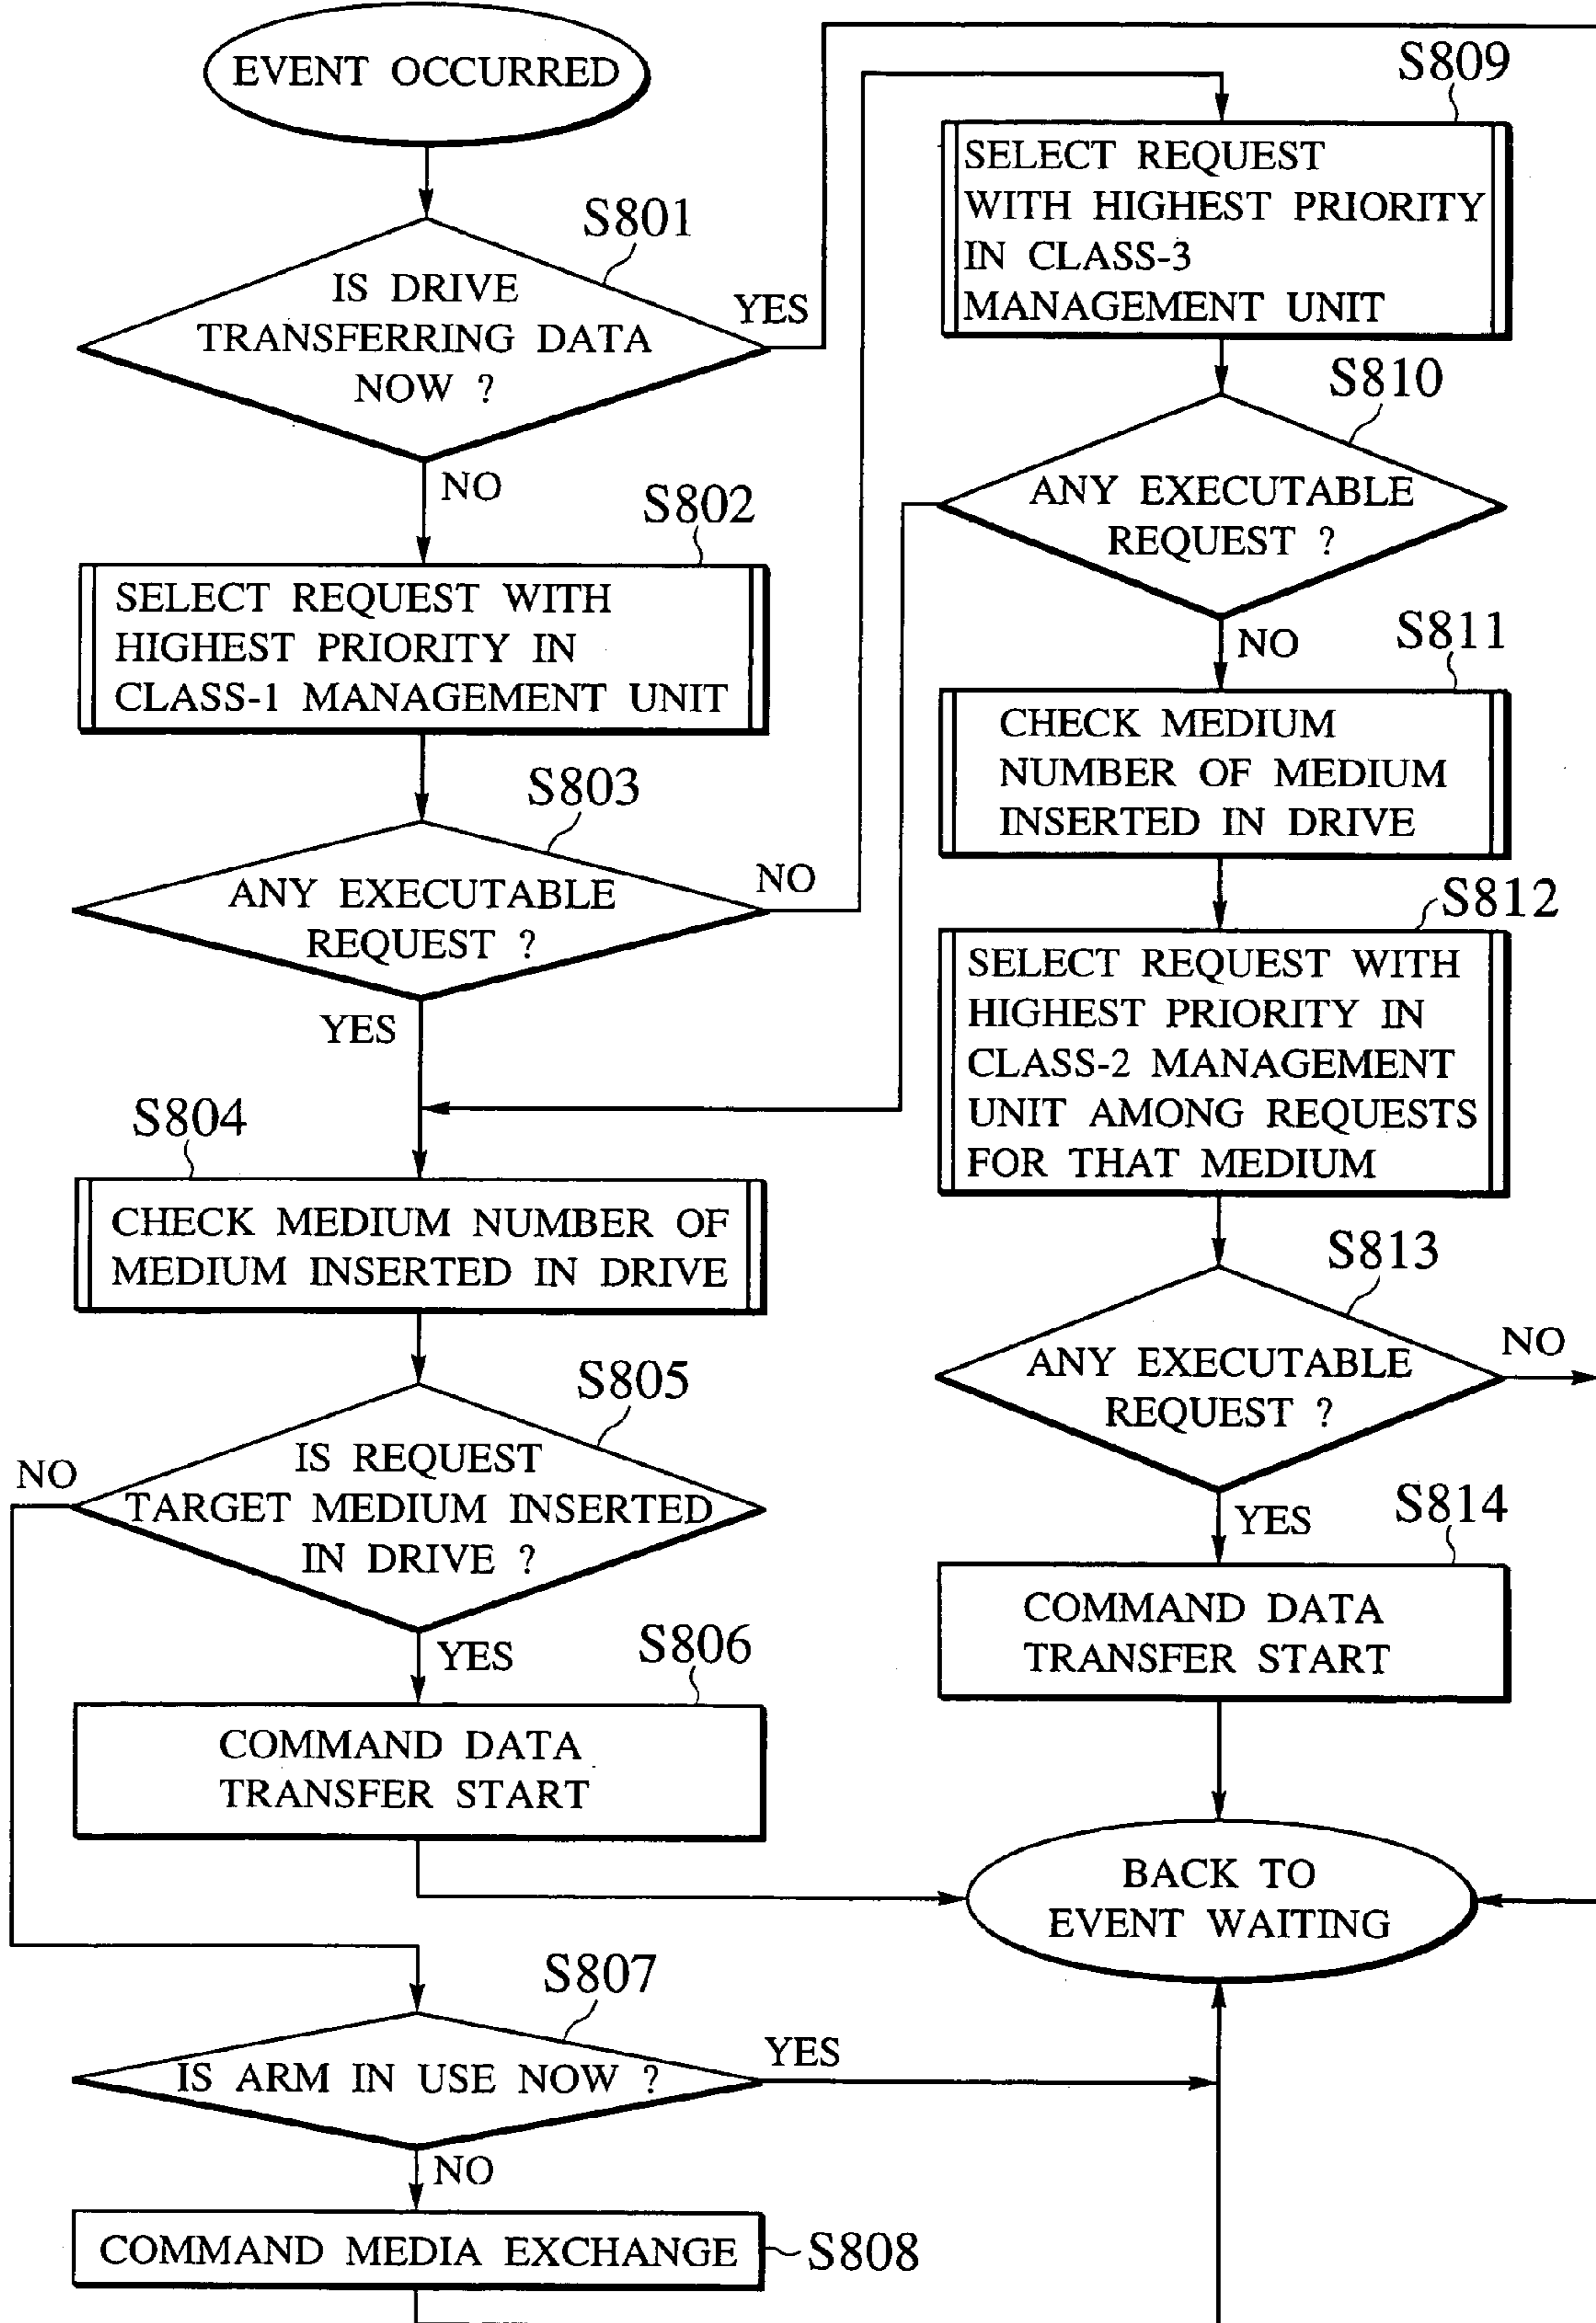 EVENT OCCURRED
S801
IS DRIVE
TRANSFERRING DATA
NOW ?
YES
NO
S802
SELECT REQUEST WITH
HIGHEST PRIORITY IN
CLASS-1 MANAGEMENT UNIT
S803
ANY EXECUTABLE
REQUEST ?
NO
YES
S804
CHECK MEDIUM NUMBER OF
MEDIUM INSERTED IN DRIVE
S805
IS REQUEST
TARGET MEDIUM INSERTED
IN DRIVE ?
NO
YES
S806
COMMAND DATA
TRANSFER START
S807
IS ARM IN USE NOW ?
YES
NO
COMMAND MEDIA EXCHANGE
S808
S809
SELECT REQUEST
WITH HIGHEST PRIORITY
IN CLASS-3
MANAGEMENT UNIT
S810
ANY EXECUTABLE
REQUEST ?
NO
S811
CHECK MEDIUM
NUMBER OF MEDIUM
INSERTED IN DRIVE
S812
SELECT REQUEST WITH
HIGHEST PRIORITY IN
CLASS-2 MANAGEMENT
UNIT AMONG REQUESTS
FOR THAT MEDIUM
S813
ANY EXECUTABLE
REQUEST ?
NO
YES
S814
COMMAND DATA
TRANSFER START
BACK TO
EVENT WAITING